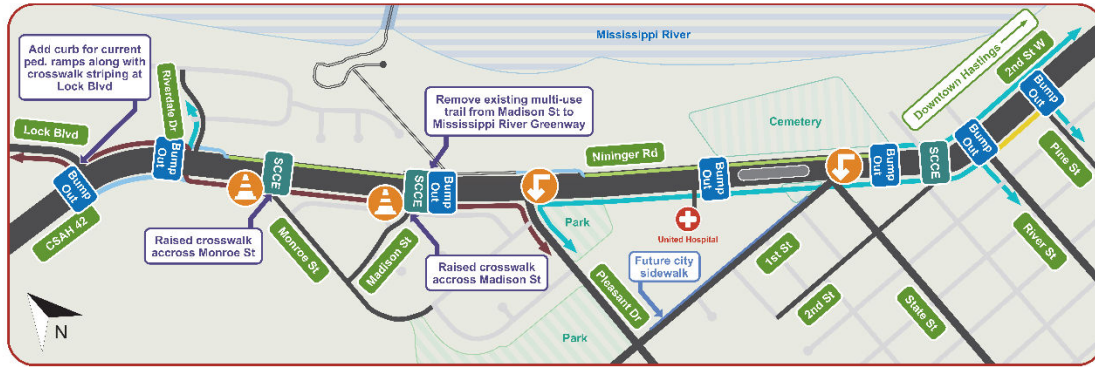 Add curb for current
ped. ramps along with
crosswalk striping at
Lock Blvd
Riverdale Dr
Mississippi River
Downtown Hastings
2nd St W
Bump
Out
Remove existing multi-use
trail from Madison St to
Mississippi River Greenway
Cemetery
Lock Blvd
Bump
Out
Nininger Rd
Bump
Out
Pine St
Bump
Out
SCCE
SCCE
Bump
Out
Bump
Out
Bump
Out
SCCE
CSAH 42
Raised crosswalk
accross Monroe St
Monroe St
Madison St
Raised crosswalk
accross Madison St
Park
United Hospital
Future city
sidewalk
1st St
River St
Pleasant Dr
2nd St
State St
Park
N